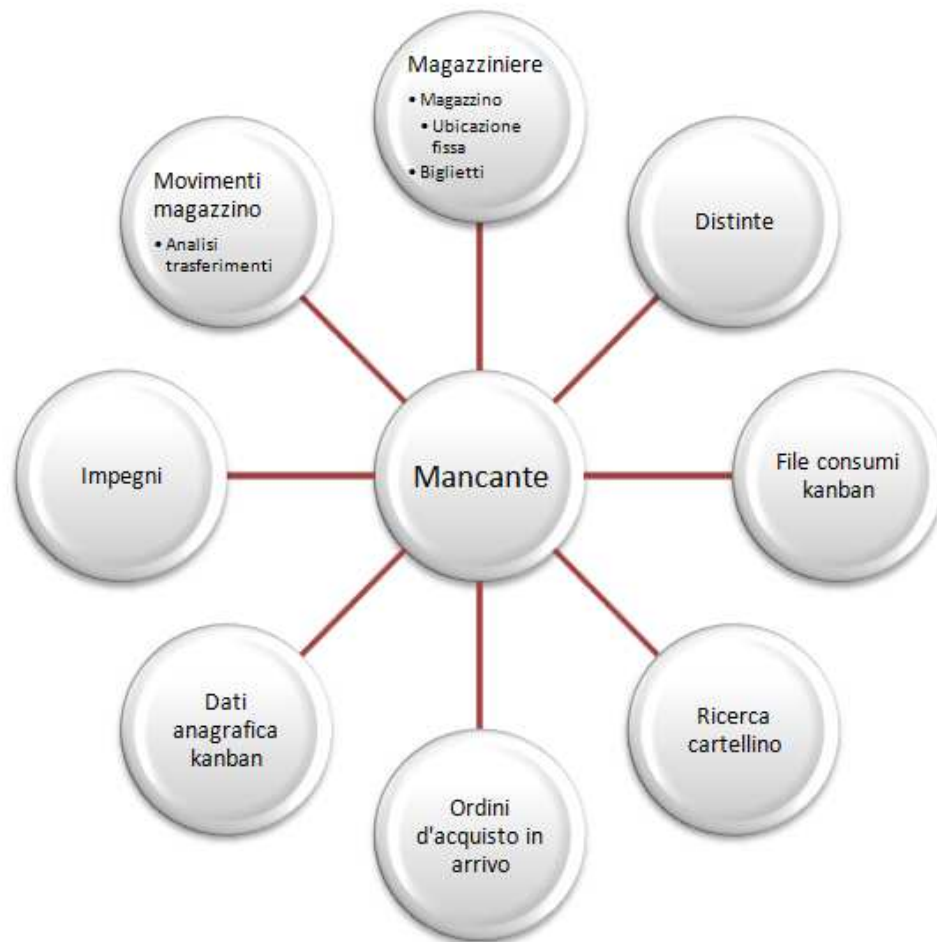 Magazziniere
• Magazzino
• Ubicazione
fissa
• Biglietti
Movimenti
magazzino
• Analisi
trasferimenti
Distinte
Impegni
Mancante
File consumi
kanban
Dati
anagrafica
kanban
Ricerca
cartellino
Ordini
d'acquisto in
arrivo